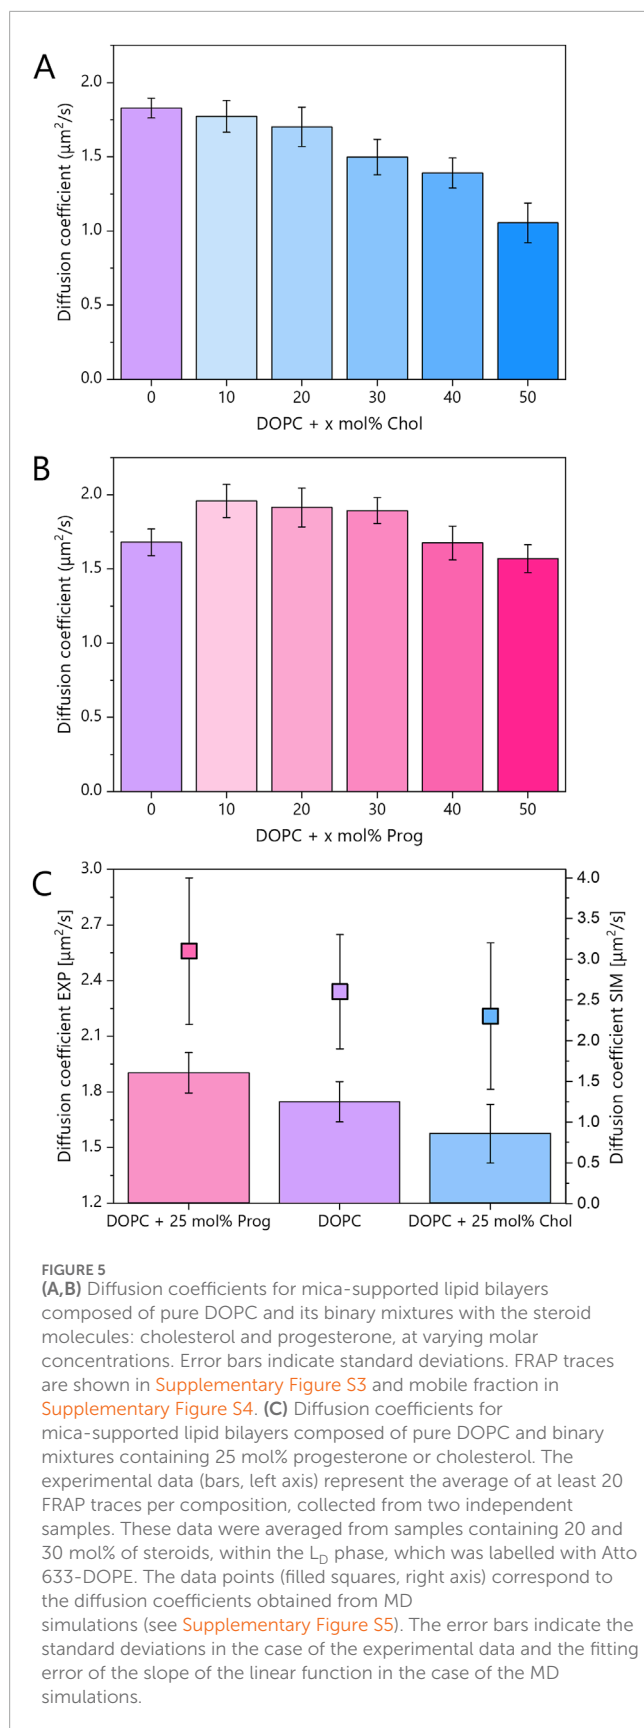 A
Diffusion coefficient (μm²/s)
2.0
1.5
1.0
0.5
0.0
0 10 20 30 40 50
DOPC + x mol% Chol
B
Diffusion coefficient (μm²/s)
2.0
1.5
1.0
0.5
0.0
0 10 20 30 40 50
DOPC + x mol% Prog
C
Diffusion coefficient EXP [μm²/s]
3.0
2.7
2.4
2.1
1.8
1.5
1.2
4.0
3.5
3.0
2.5
2.0
1.5
1.0
0.5
0.0
Diffusion coefficient SIM [μm²/s]
DOPC + 25 mol% Prog DOPC DOPC + 25 mol% Chol
FIGURE 5
(A,B) Diffusion coefficients for mica-supported lipid bilayers
composed of pure DOPC and its binary mixtures with the steroid
molecules: cholesterol and progesterone, at varying molar
concentrations. Error bars indicate standard deviations. FRAP traces
are shown in Supplementary Figure S3 and mobile fraction in
Supplementary Figure S4. (C) Diffusion coefficients for
mica-supported lipid bilayers composed of pure DOPC and binary
mixtures containing 25 mol% progesterone or cholesterol. The
experimental data (bars, left axis) represent the average of at least 20
FRAP traces per composition, collected from two independent
samples. These data were averaged from samples containing 20 and
30 mol% of steroids, within the L_D phase, which was labelled with Atto
633-DOPE. The data points (filled squares, right axis) correspond to
the diffusion coefficients obtained from MD
simulations (see Supplementary Figure S5). The error bars indicate the
standard deviations in the case of the experimental data and the fitting
error of the slope of the linear function in the case of the MD
simulations.